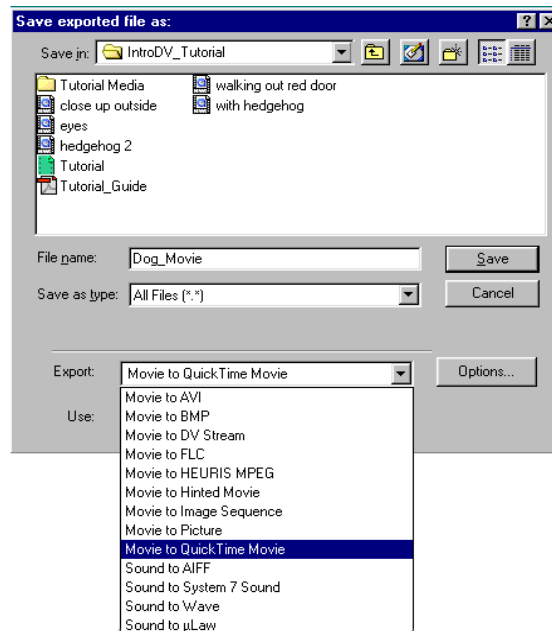 Save exported file as:
Save in: IntroDV_Tutorial
Tutorial Media
close up outside
eyes
hedgehog 2
Tutorial
Tutorial_Guide
walking out red door
with hedgehog
File name: Dog_Movie Save
Save as type: All Files (*.*) Cancel
Export: Movie to QuickTime Movie Options...
Use:
Movie to AVI
Movie to BMP
Movie to DV Stream
Movie to FLC
Movie to HEURIS MPEG
Movie to Hinted Movie
Movie to Image Sequence
Movie to Picture
Movie to QuickTime Movie
Sound to AIFF
Sound to System 7 Sound
Sound to Wave
Sound to µLaw